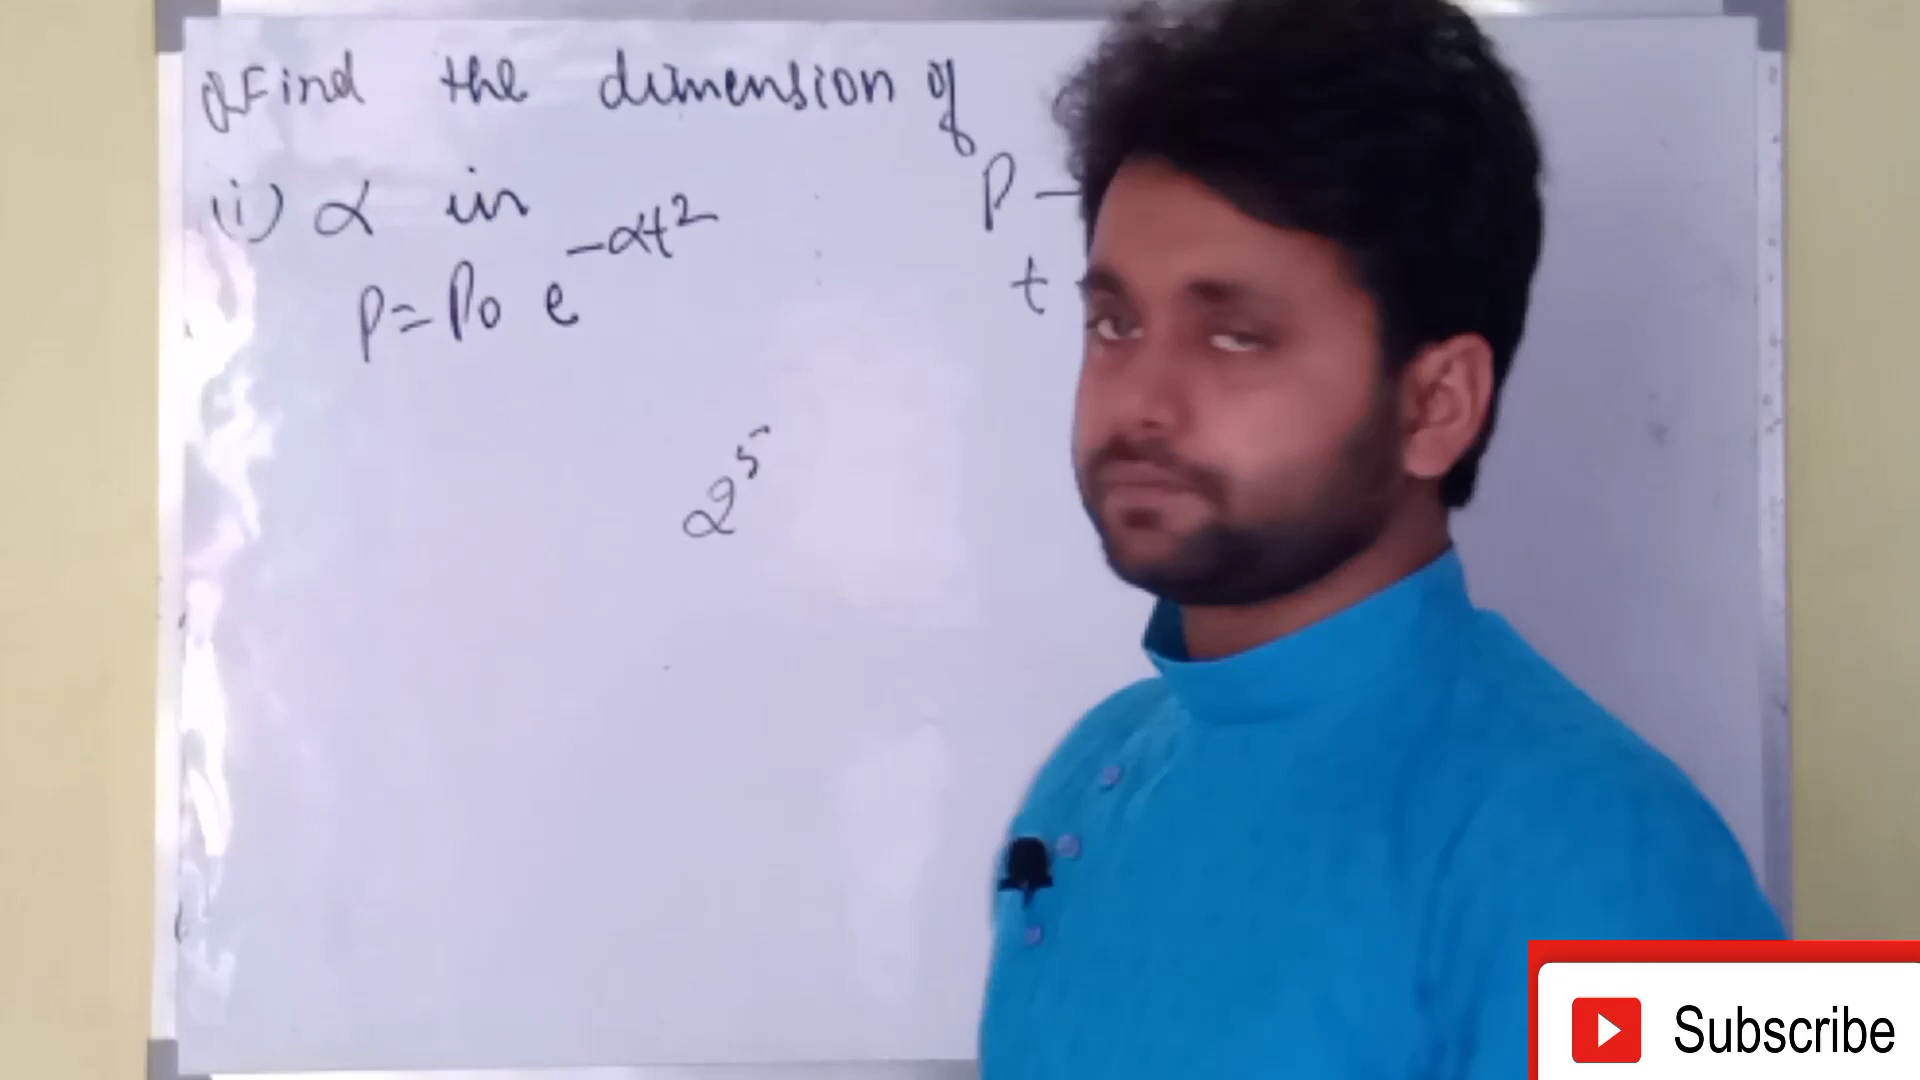 Q Find the dimension of
(i) α in
P = P₀ e^-αt²
P -
t
2⁵
Subscribe